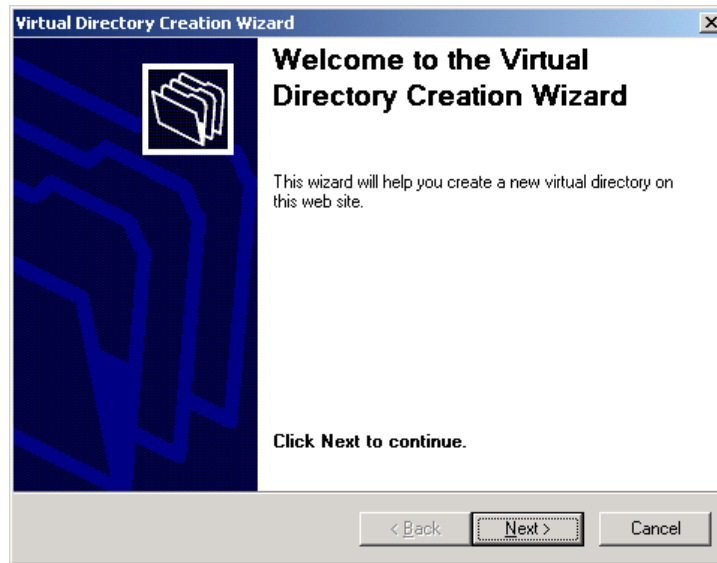 Virtual Directory Creation Wizard
Welcome to the Virtual
Directory Creation Wizard
This wizard will help you create a new virtual directory on
this web site.
Click Next to continue.
< Back
Next >
Cancel